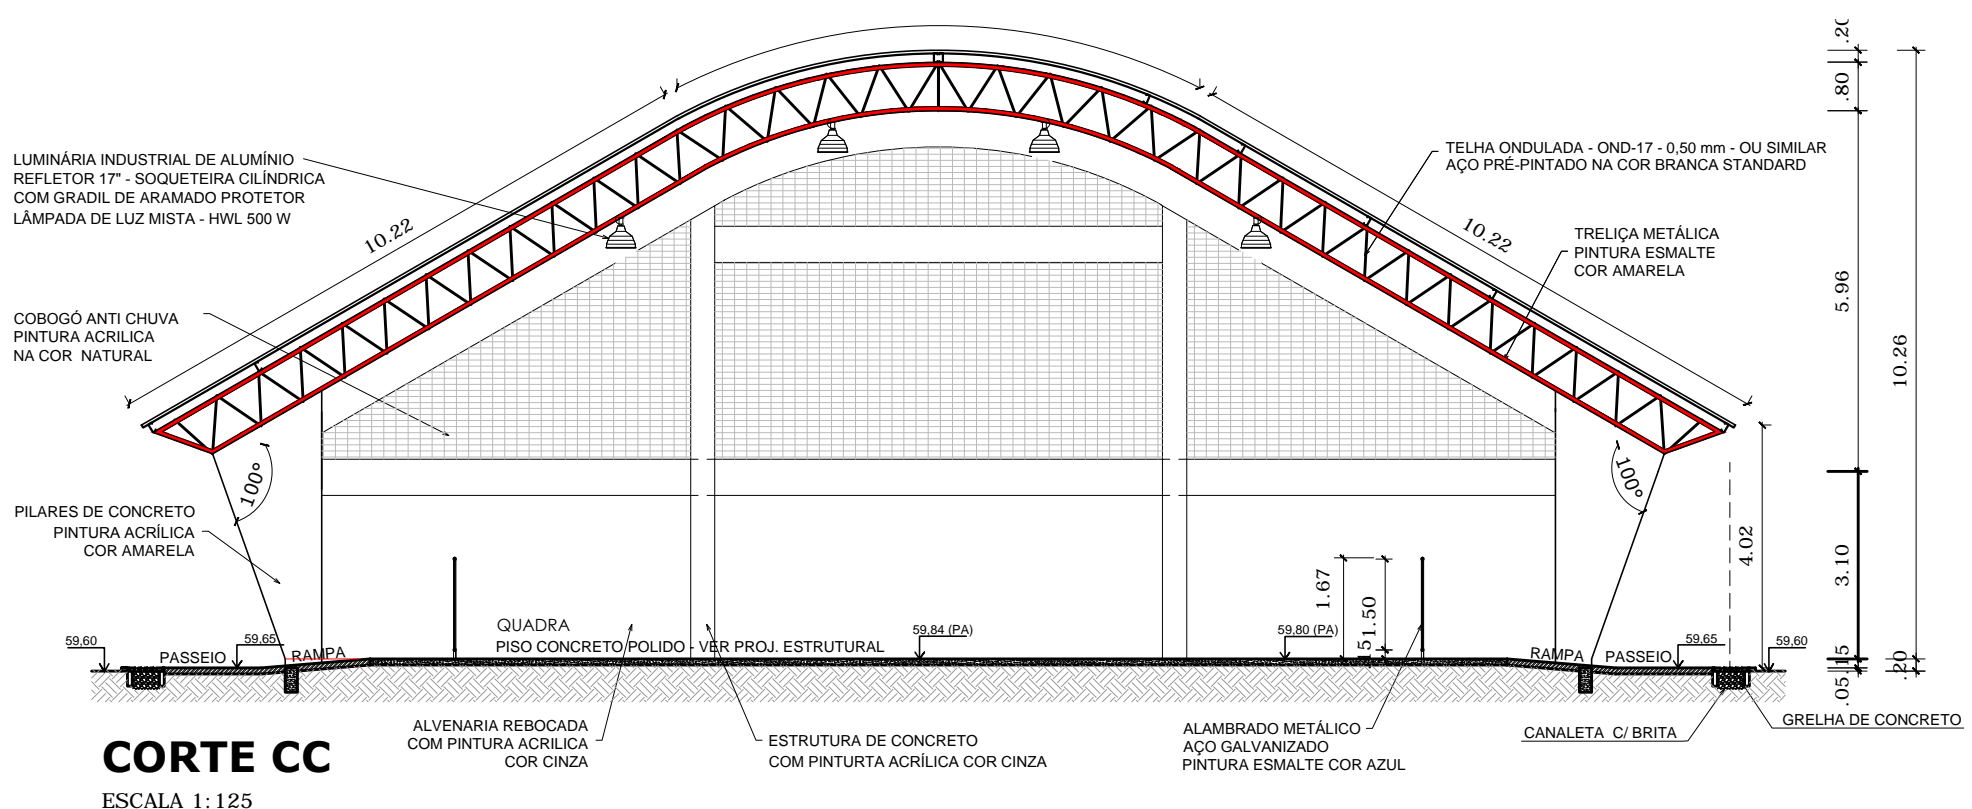 .20
.80
5.96
10.26
3.10
.15
.05
.20
4.02
LUMINÁRIA INDUSTRIAL DE ALUMÍNIO
REFLETOR 17" - SOQUETEIRA CILÍNDRICA
COM GRADIL DE ARAMADO PROTETOR
LÂMPADA DE LUZ MISTA - HWL 500 W
10.22
10.22
TELHA ONDULADA - OND-17 - 0,50 mm - OU SIMILAR
AÇO PRÉ-PINTADO NA COR BRANCA STANDARD
TRELIÇA METÁLICA
PINTURA ESMALTE
COR AMARELA
COBOGÓ ANTI CHUVA
PINTURA ACRILICA
NA COR NATURAL
100°
100°
PILARES DE CONCRETO
PINTURA ACRÍLICA
COR AMARELA
1.67
1.50
.15
QUADRA
PISO CONCRETO POLIDO - VER PROJ. ESTRUTURAL
59,60
59,65
59,84 (PA)
59,80 (PA)
59,65
59,60
PASSEIO
RAMPA
RAMPA
PASSEIO
ALVENARIA REBOCADA
COM PINTURA ACRILICA
COR CINZA
ESTRUTURA DE CONCRETO
COM PINTURTA ACRÍLICA COR CINZA
ALAMBRADO METÁLICO
AÇO GALVANIZADO
PINTURA ESMALTE COR AZUL
CANALETA C/ BRITA
GRELHA DE CONCRETO
CORTE CC
ESCALA 1:125